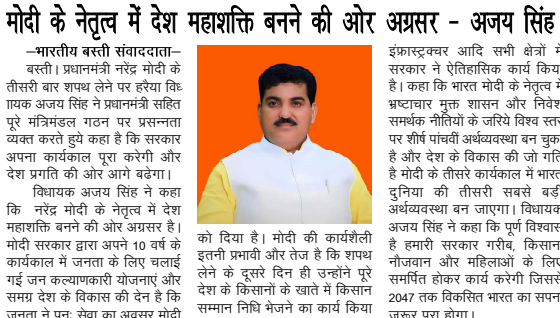 मोदी के नेतृत्व में देश महाशक्ति बनने की ओर अग्रसर - अजय सिंह
—भारतीय बस्ती संवाददाता—
बस्ती। प्रधानमंत्री नरेंद्र मोदी के
तीसरी बार शपथ लेने पर हरैया विध
ायक अजय सिंह ने प्रधानमंत्री सहित
पूरे मंत्रिमंडल गठन पर प्रसन्नता
व्यक्त करते हुये कहा है कि सरकार
अपना कार्यकाल पूरा करेगी और
देश प्रगति की ओर आगे बढेगा।
विधायक अजय सिंह ने कहा
कि नरेंद्र मोदी के नेतृत्व में देश
महाशक्ति बनने की ओर अग्रसर है।
मोदी सरकार द्वारा अपने 10 वर्ष के
कार्यकाल में जनता के लिए चलाई
गई जन कल्याणकारी योजनाएं और
समग्र देश के विकास की देन है कि
जनता ने पुनः सेवा का अवसर मोदी
को दिया है। मोदी की कार्यशैली
इतनी प्रभावी और तेज है कि शपथ
लेने के दूसरे दिन ही उन्होंने पूरे
देश के किसानों के खाते में किसान
सम्मान निधि भेजने का कार्य किया
इंफ्रास्ट्रक्चर आदि सभी क्षेत्रों में
सरकार ने ऐतिहासिक कार्य किया
है। कहा कि भारत मोदी के नेतृत्व में
भ्रष्टाचार मुक्त शासन और निवेश
समर्थक नीतियों के जरिये विश्व स्तर
पर शीर्ष पांचवीं अर्थव्यवस्था बन चुका
है और देश के विकास की जो गति
है मोदी के तीसरे कार्यकाल में भारत
दुनिया की तीसरी सबसे बड़ी
अर्थव्यवस्था बन जाएगा। विधायक
अजय सिंह ने कहा कि पूर्ण विश्वास
है हमारी सरकार गरीब, किसान
नौजवान और महिलाओं के लिए
समर्पित होकर कार्य करेगी जिससे
2047 तक विकसित भारत का सपना
जरूर पूरा होगा।